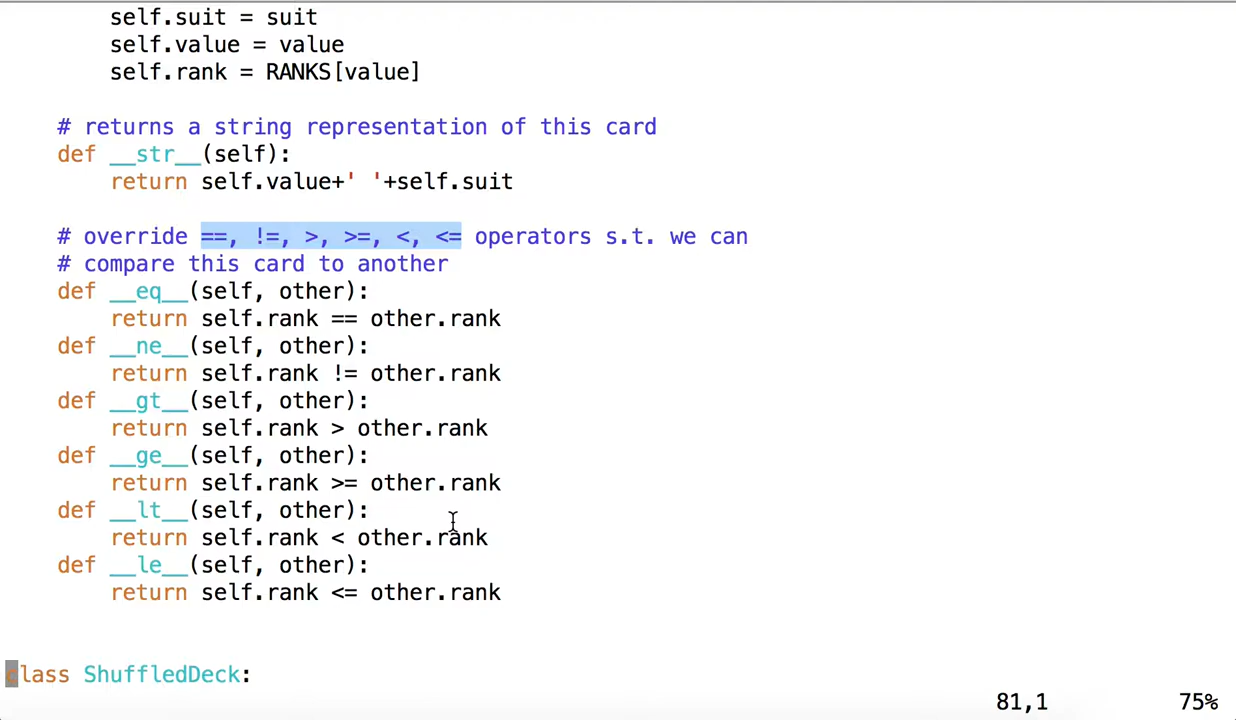 self.suit = suit
        self.value = value
        self.rank = RANKS[value]

    # returns a string representation of this card
    def __str__(self):
        return self.value+' '+self.suit

    # override ==, !=, >, >=, <, <= operators s.t. we can
    # compare this card to another
    def __eq__(self, other):
        return self.rank == other.rank
    def __ne__(self, other):
        return self.rank != other.rank
    def __gt__(self, other):
        return self.rank > other.rank
    def __ge__(self, other):
        return self.rank >= other.rank
    def __lt__(self, other):
        return self.rank < other.rank
    def __le__(self, other):
        return self.rank <= other.rank


class ShuffledDeck:
81,1 75%